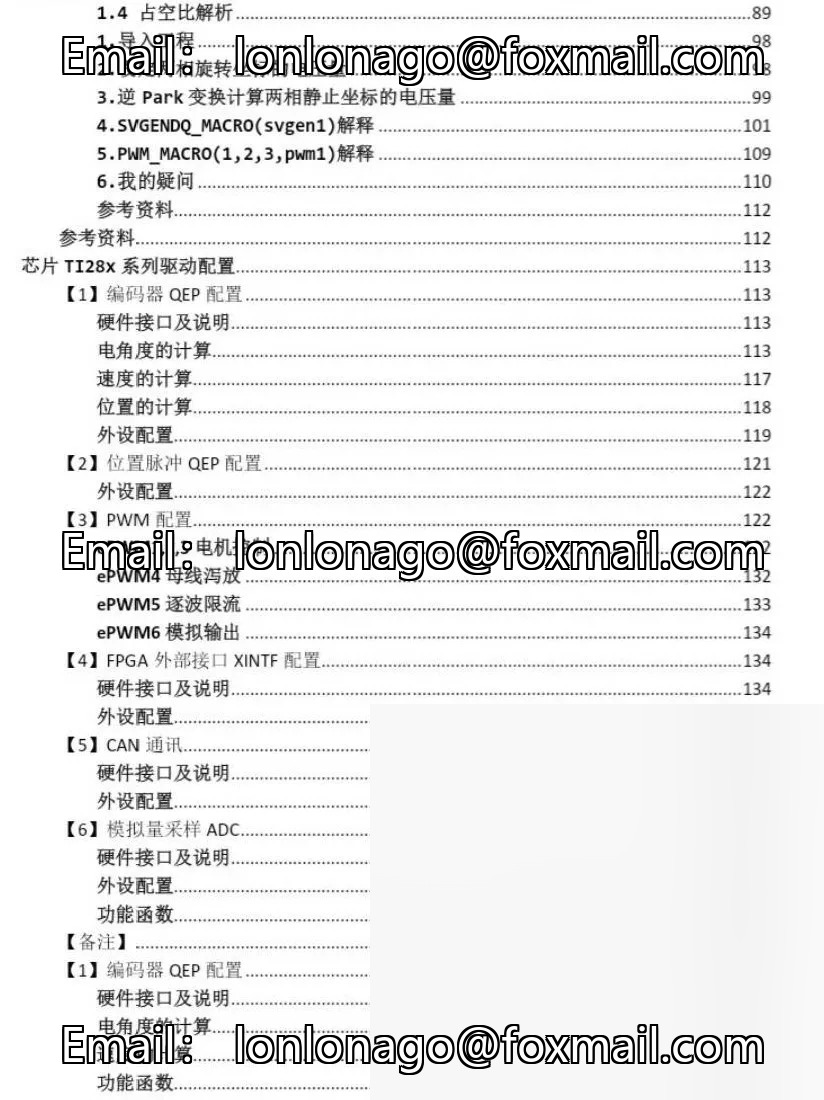 1.4 占空比解析........89
1.导入工程........98
Email: lonlonago@foxmail.com
3.逆 Park 变换计算两相静止坐标的电压量........99
4.SVGENDQ_MACRO(svgen1)解释........101
5.PWM_MACRO(1,2,3,pwm1)解释........109
6.我的疑问........110
参考资料........112
参考资料........112
芯片 TI28x 系列驱动配置........113
【1】编码器 QEP 配置........113
硬件接口及说明........113
电角度的计算........113
速度的计算........117
位置的计算........118
外设配置........119
【2】位置脉冲 QEP 配置........121
外设配置........122
【3】PWM 配置........122
Email: lonlonago@foxmail.com
ePWM4 母线泻放........132
ePWM5 逐波限流........133
ePWM6 模拟输出........134
【4】FPGA 外部接口 XINTF 配置........134
硬件接口及说明........134
外设配置........
【5】CAN 通讯........
硬件接口及说明........
外设配置........
【6】模拟量采样 ADC........
硬件接口及说明........
外设配置........
功能函数........
【备注】........
【1】编码器 QEP 配置........
硬件接口及说明........
电角度的计算........
Email: lonlonago@foxmail.com
功能函数........